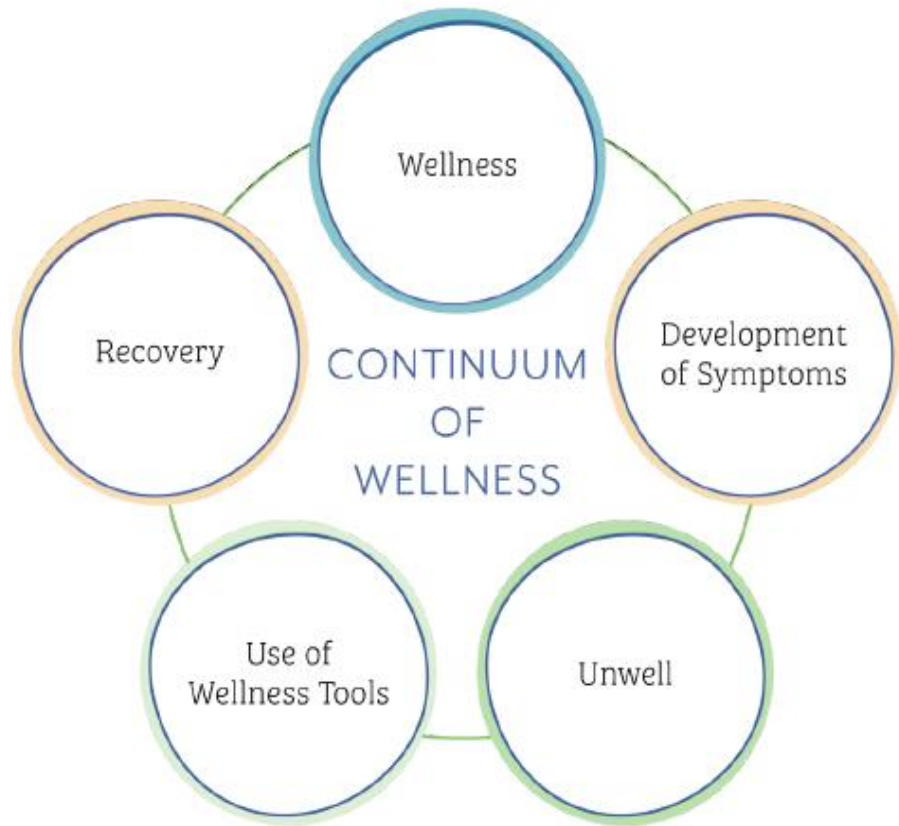 Wellness
Development
of Symptoms
Unwell
Use of
Wellness Tools
Recovery
CONTINUUM
OF
WELLNESS